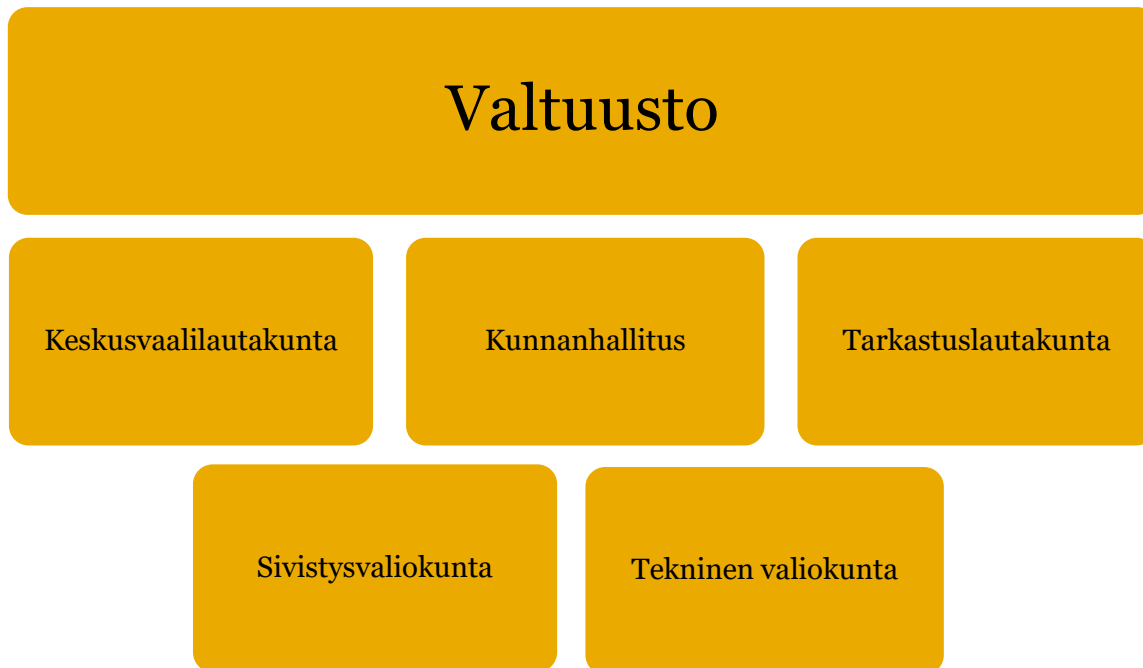 Valtuusto
Keskusvaalilautakunta
Kunnanhallitus
Tarkastuslautakunta
Sivistysvaliokunta
Tekninen valiokunta